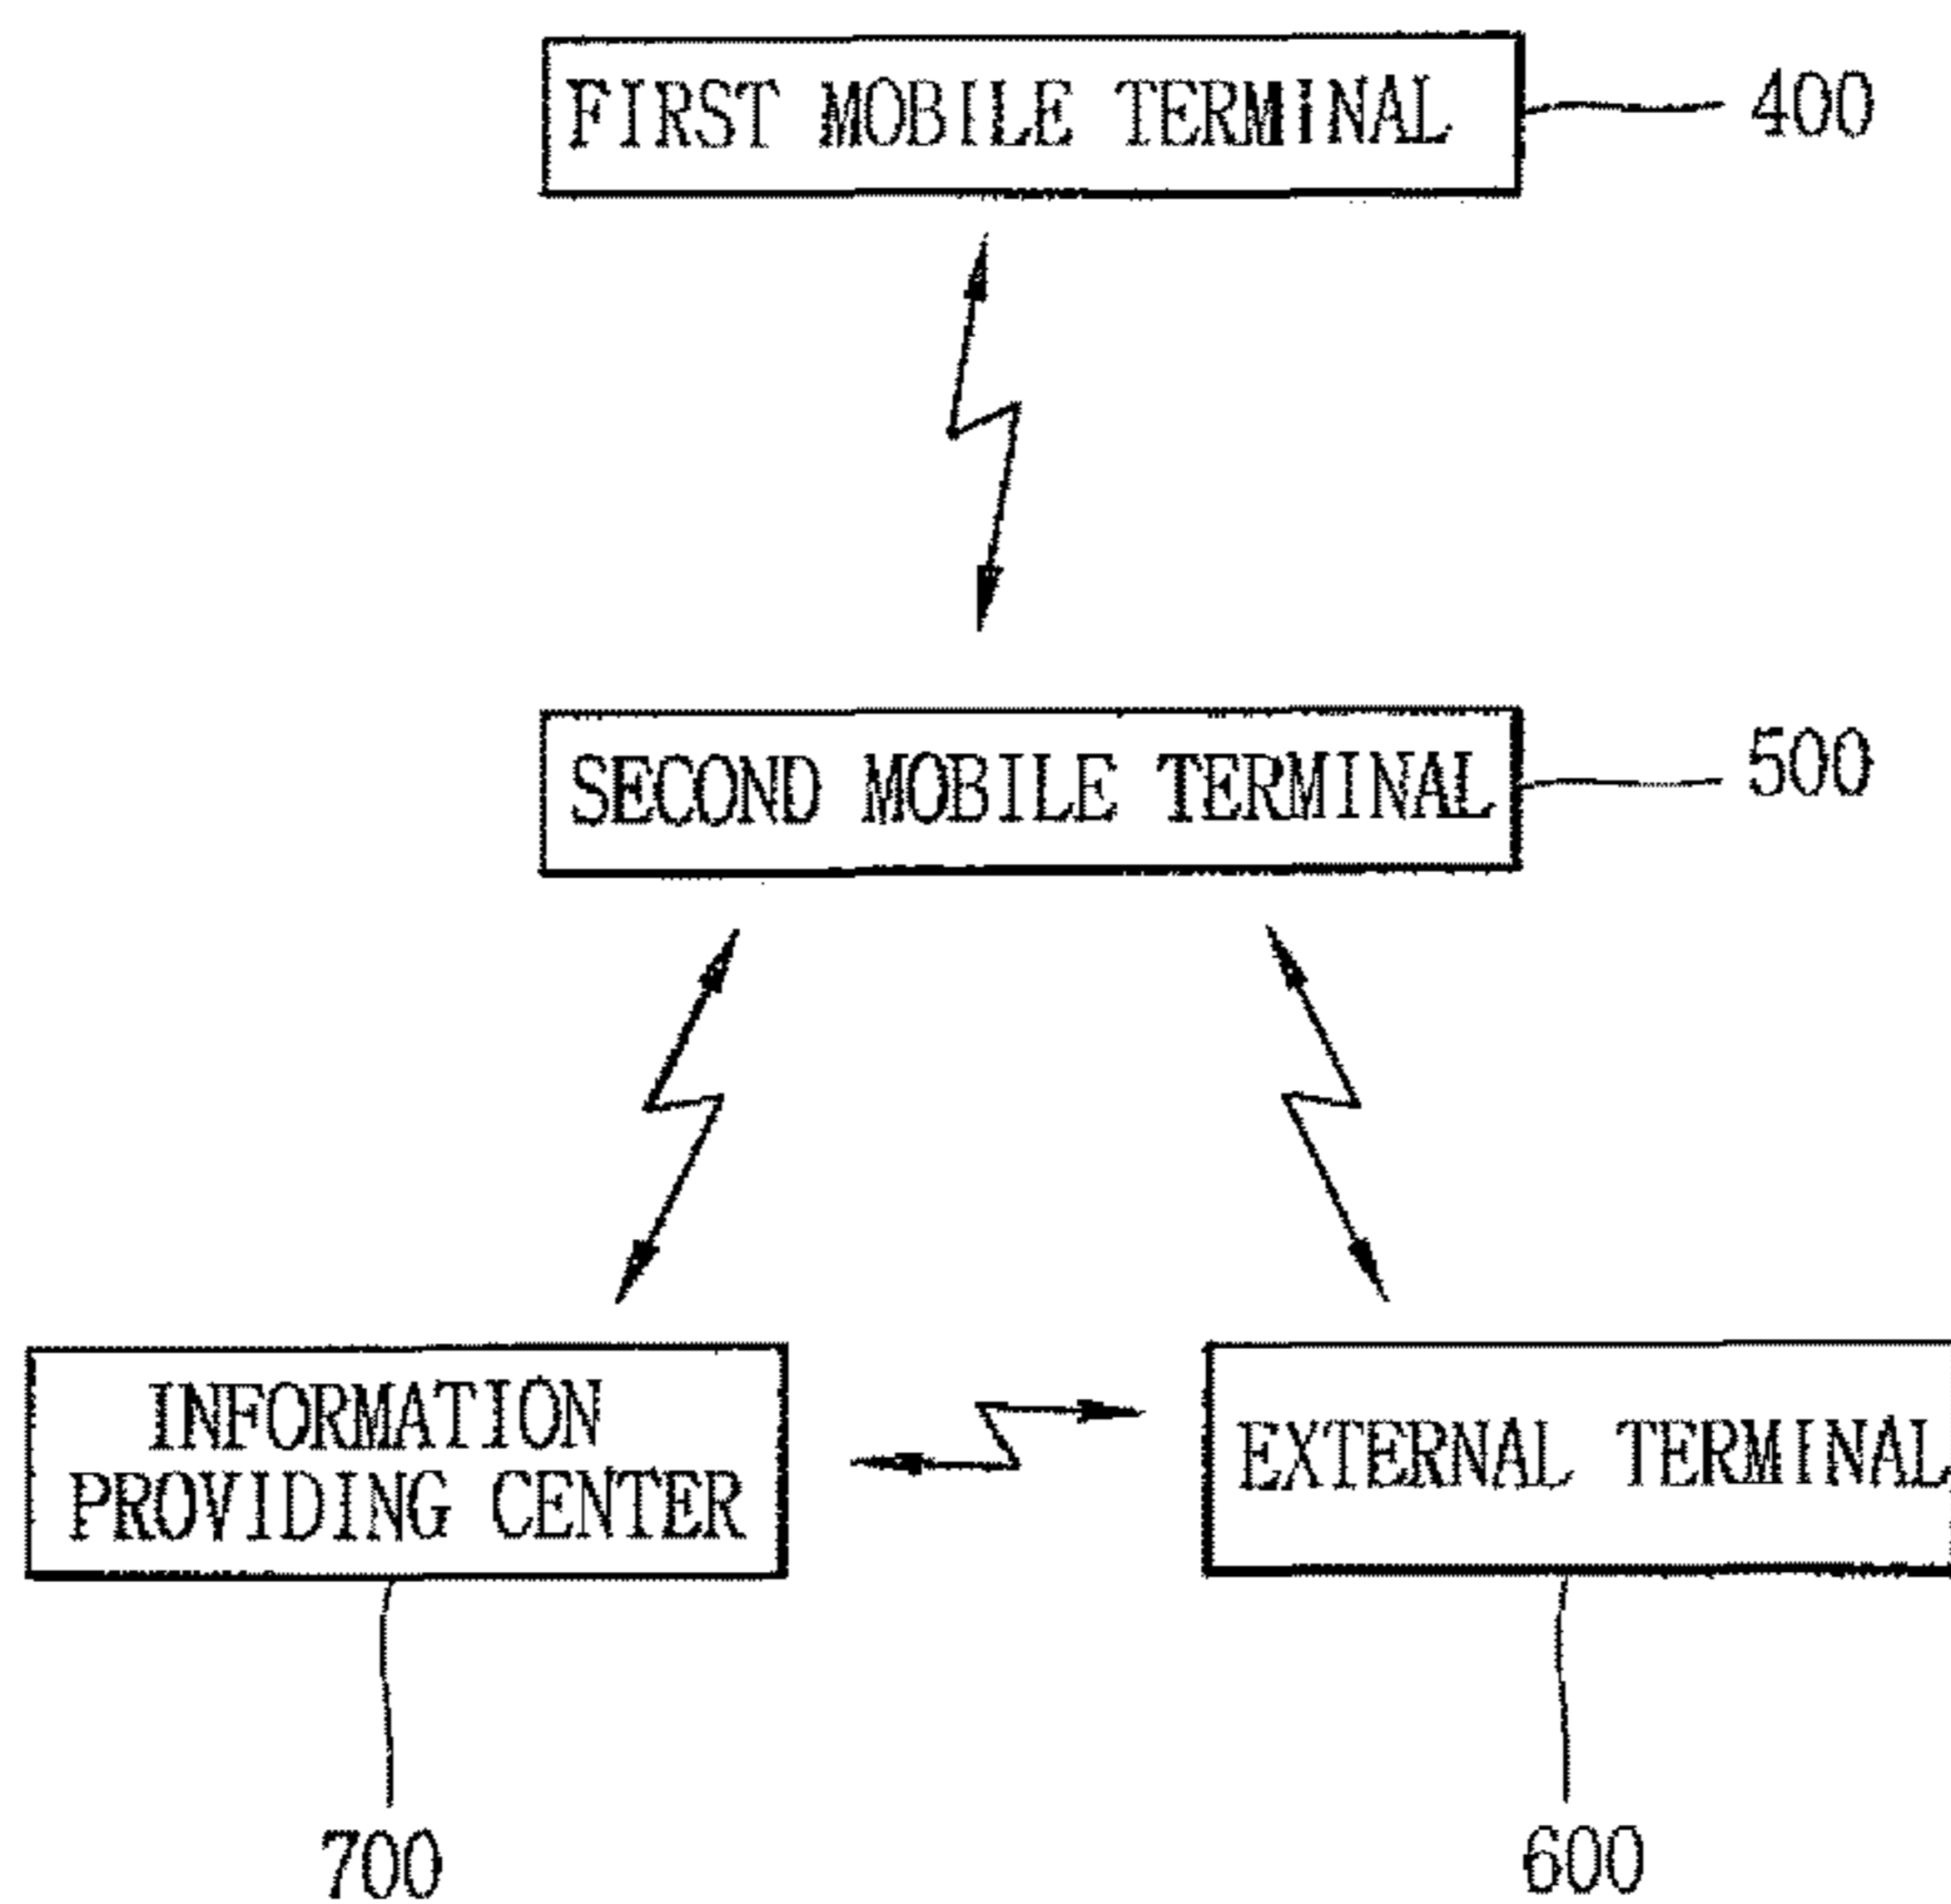 FIRST MOBILE TERMINAL
400
SECOND MOBILE TERMINAL
500
INFORMATION
PROVIDING CENTER
EXTERNAL TERMINAL
700
600